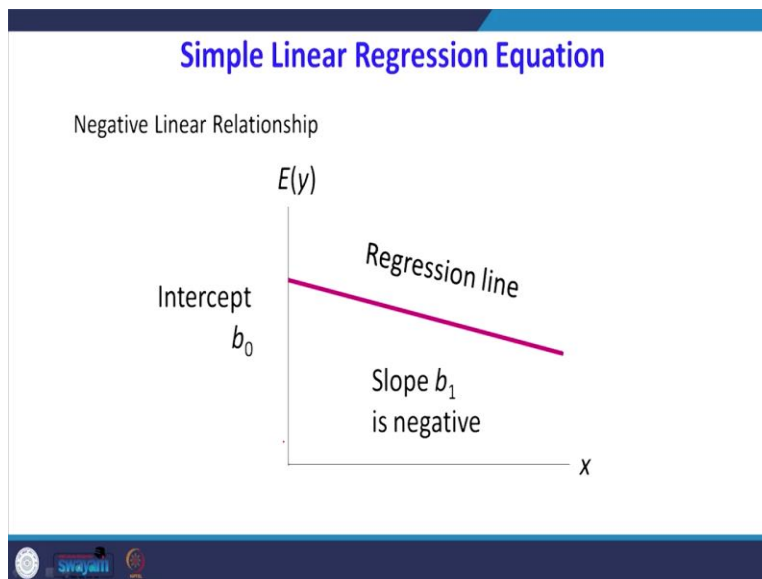 Simple Linear Regression Equation
Negative Linear Relationship
E(y)
Regression line
Intercept
b₀
Slope b₁
is negative
x
swayam